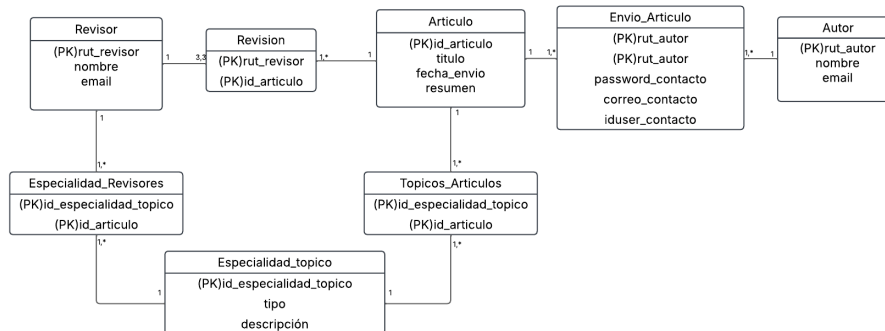 Revisor
(PK)rut_revisor
nombre
email
1
3,3
Revision
(PK)rut_revisor
(PK)id_articulo
1,*
1
Articulo
(PK)id_articulo
titulo
fecha_envio
resumen
1
1,*
Envio_Articulo
(PK)rut_autor
(PK)rut_autor
password_contacto
correo_contacto
iduser_contacto
1,*
1
Autor
(PK)rut_autor
nombre
email
1
1,*
Especialidad_Revisores
(PK)id_especialidad_topico
(PK)id_articulo
1,*
1
1
1,*
Topicos_Articulos
(PK)id_especialidad_topico
(PK)id_articulo
1,*
1
Especialidad_topico
(PK)id_especialidad_topico
tipo
descripción